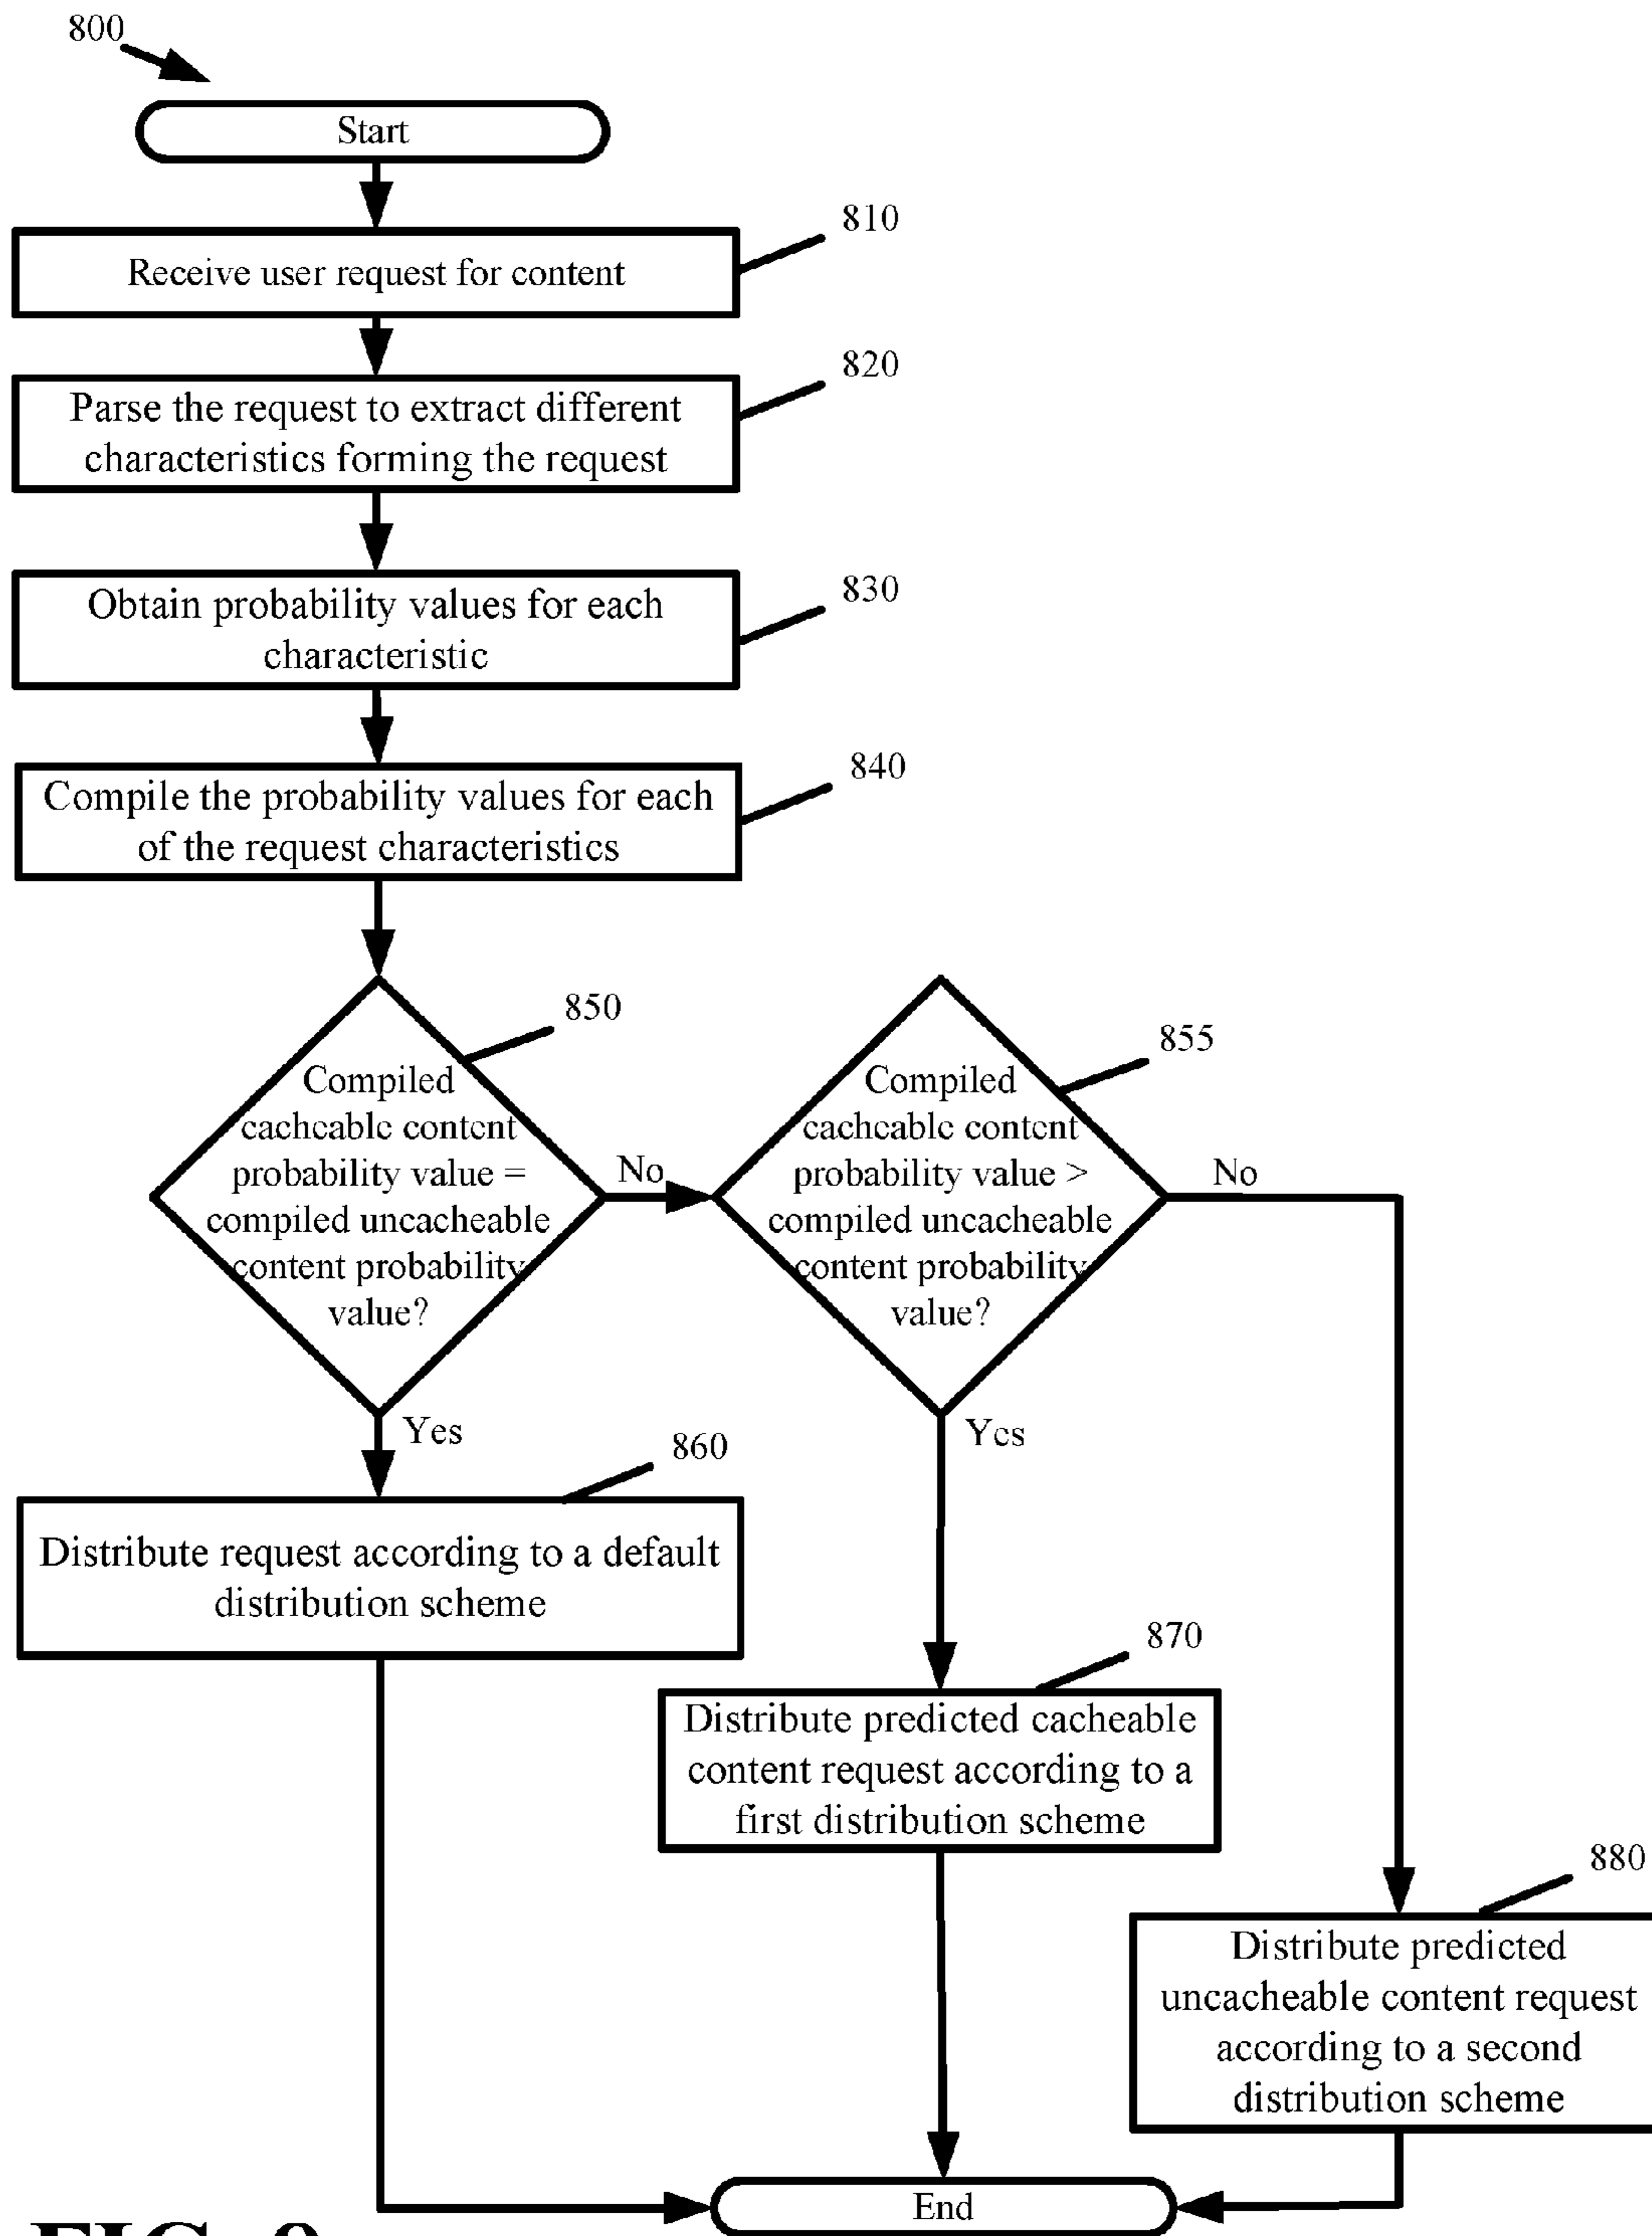 800
Start
810
Receive user request for content
820
Parse the request to extract different
characteristics forming the request
830
Obtain probability values for each
characteristic
840
Compile the probability values for each
of the request characteristics
850
Compiled
cacheable content
probability value =
compiled uncacheable
content probability
value?
No
855
Compiled
cacheable content
probability value >
compiled uncacheable
content probability
value?
No
Yes
Yes
860
Distribute request according to a default
distribution scheme
870
Distribute predicted cacheable
content request according to a
first distribution scheme
880
Distribute predicted
uncacheable content request
according to a second
distribution scheme
End